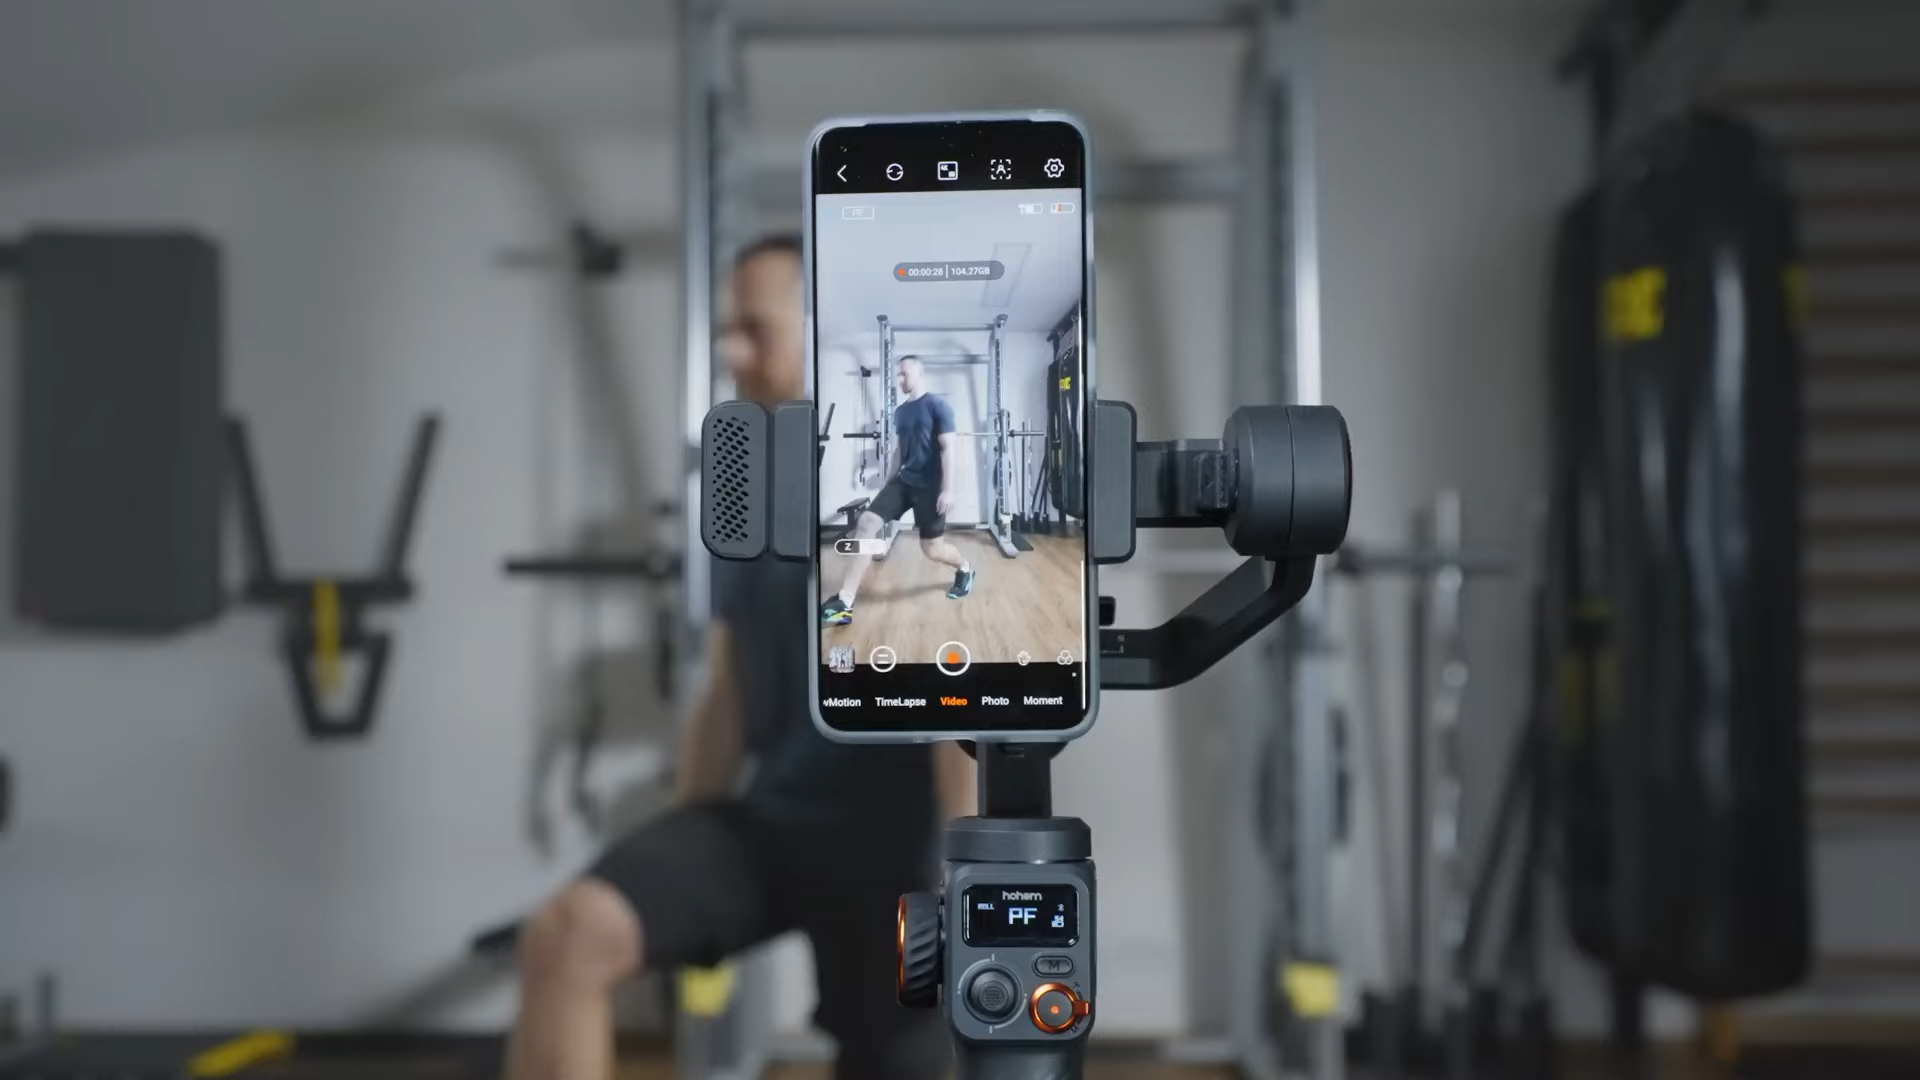 00:00:28 | 104.27GB
Z
wMotion TimeLapse Video Photo Moment
hohem
PF
M